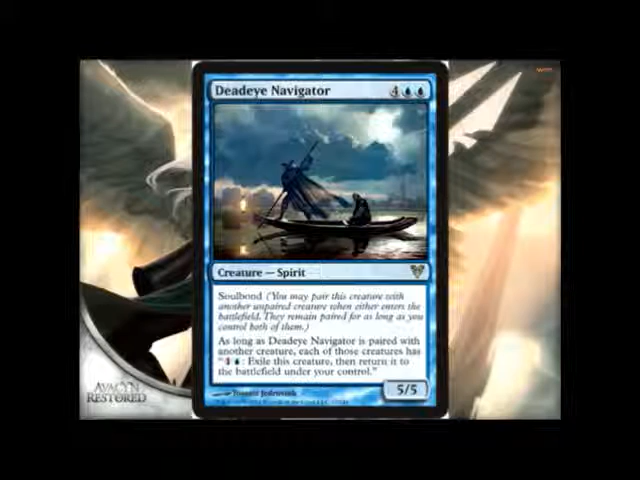 Deadeye Navigator 4
Creature — Spirit
Soulbond (You may pair this creature with
another unpaired creature when either enters the
battlefield. They remain paired for as long as you
control both of them.)
As long as Deadeye Navigator is paired with
another creature, each of those creatures has
": Exile this creature, then return it to
the battlefield under your control."
5/5
AVACYN
RESTORED